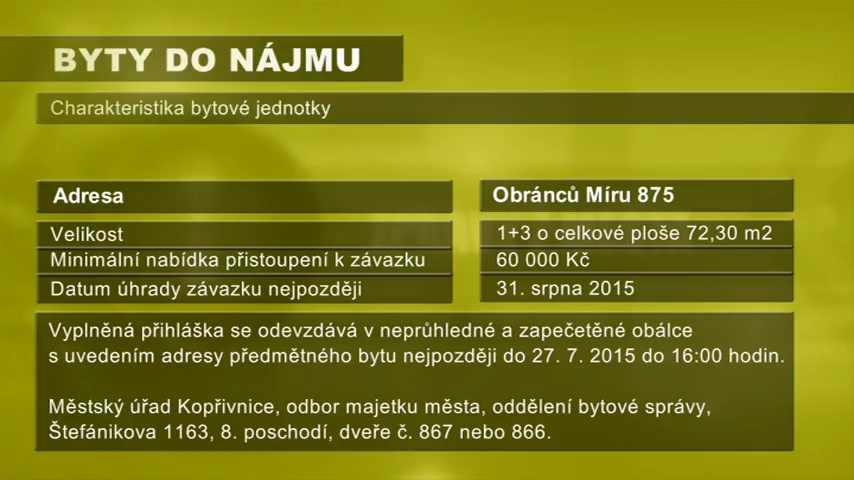 BYTY DO NÁJMU
Charakteristika bytové jednotky
Adresa Obránců Míru 875
Velikost 1+3 o celkové ploše 72,30 m2
Minimální nabídka přistoupení k závazku 60 000 Kč
Datum úhrady závazku nejpozději 31. srpna 2015
Vyplněná přihláška se odevzdává v neprůhledné a zapečetěné obálce
s uvedením adresy předmětného bytu nejpozději do 27. 7. 2015 do 16:00 hodin.
Městský úřad Kopřivnice, odbor majetku města, oddělení bytové správy,
Štefánikova 1163, 8. poschodí, dveře č. 867 nebo 866.